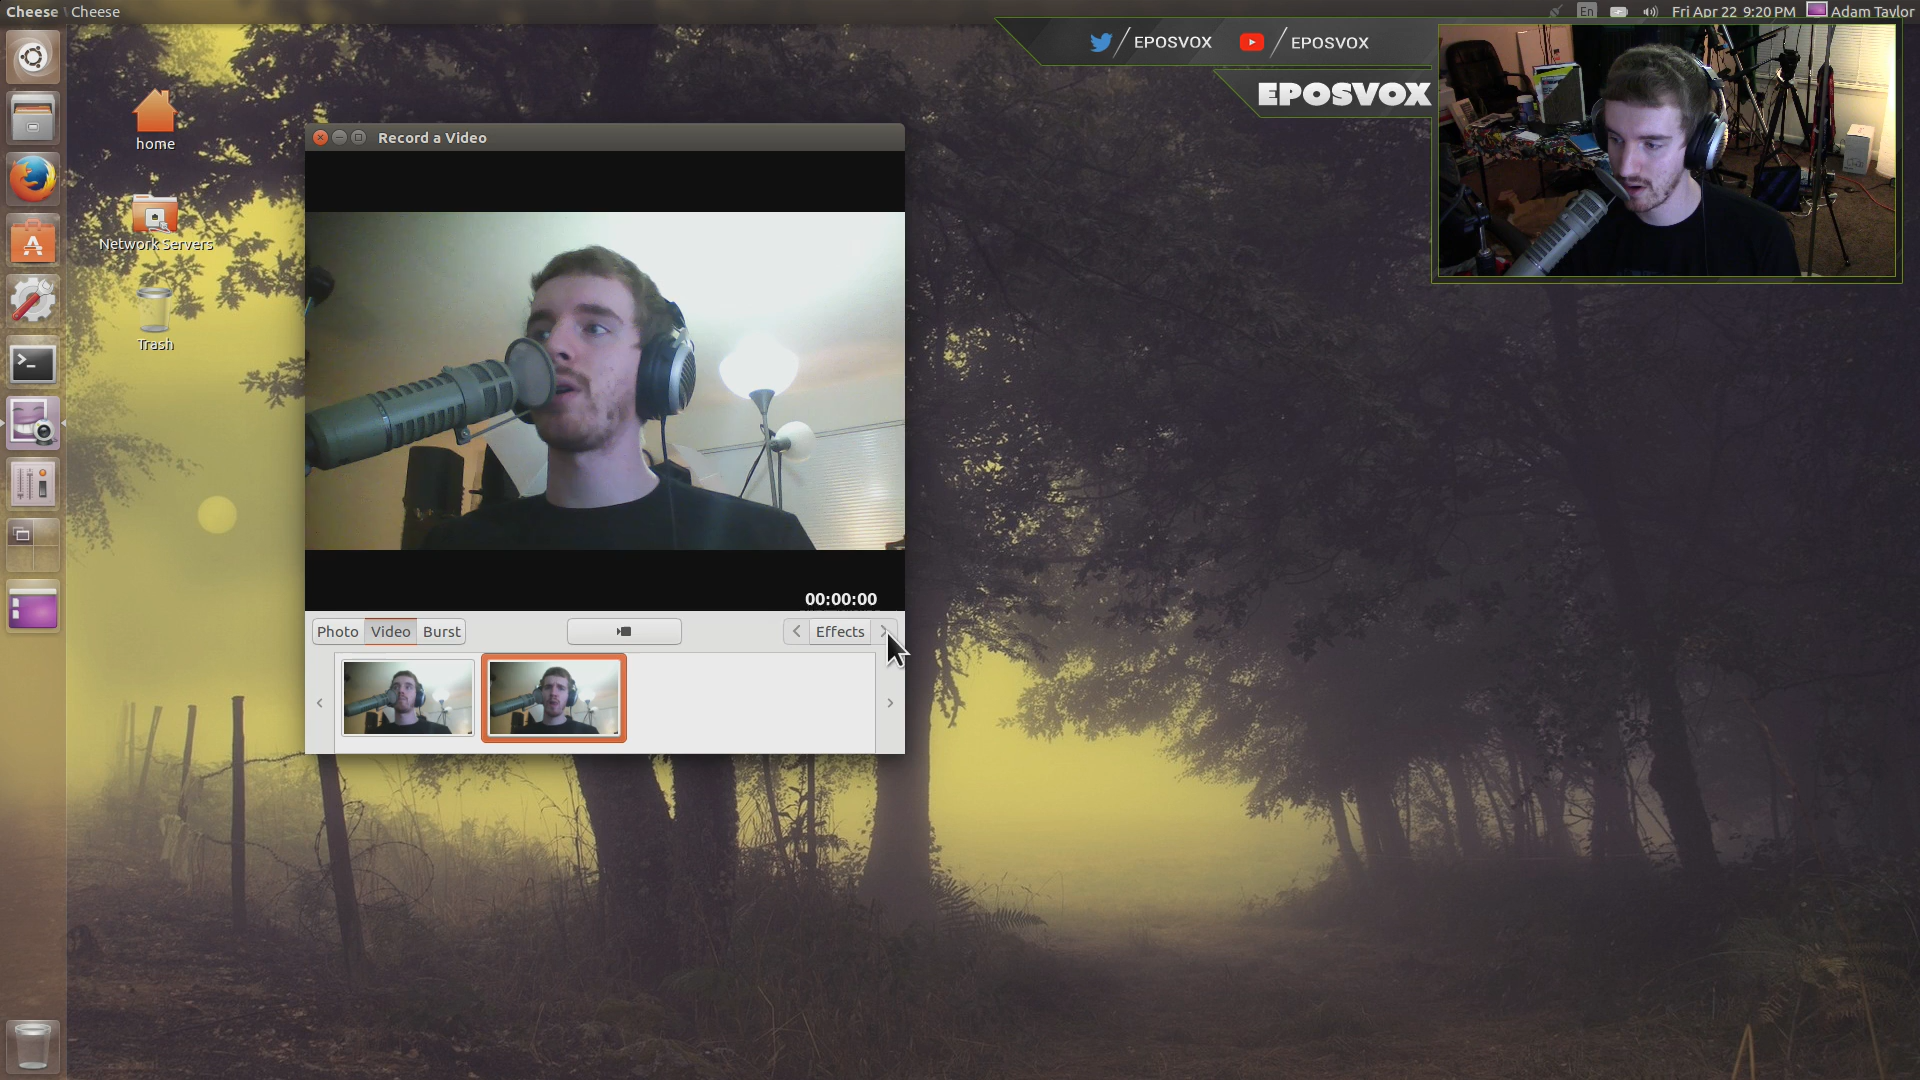 Cheese Cheese
En Fri Apr 22 9:20 PM Adam Taylor
EPOSVOX EPOSVOX
EPOSVOX
home
Network Servers
Trash
Record a Video
00:00:00
Photo Video Burst Effects